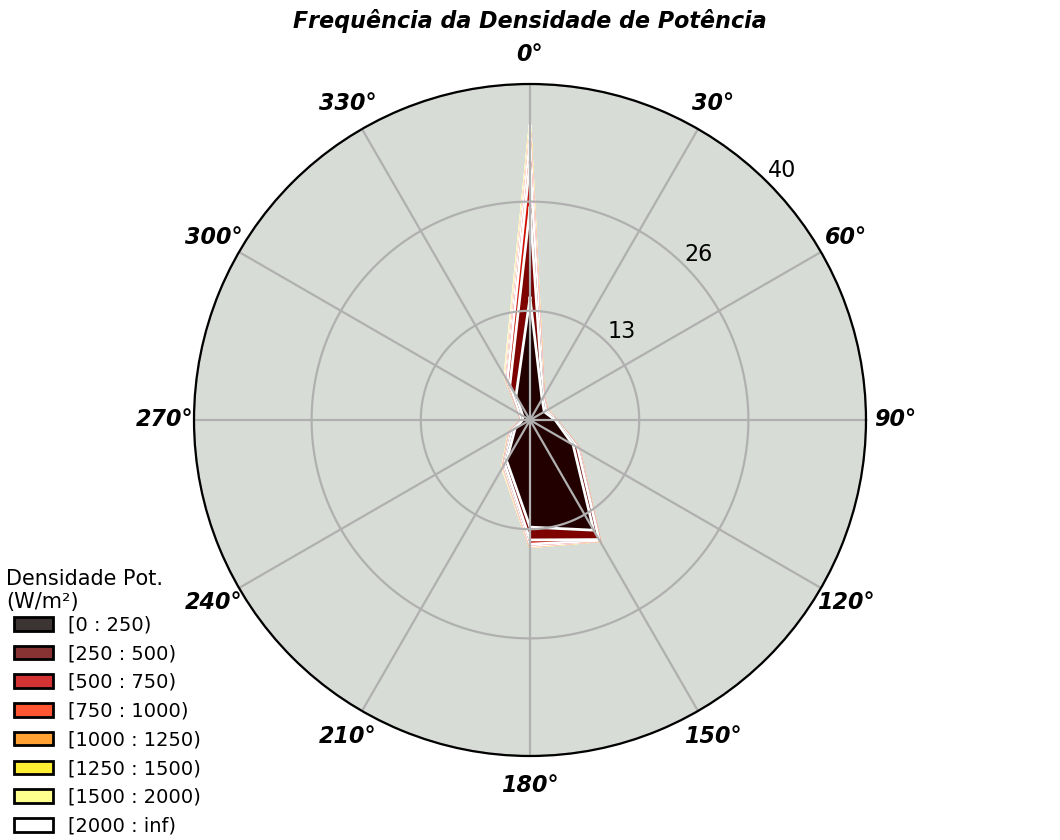 Frequência da Densidade de Potência
0°
330°
30°
40
300°
60°
26
13
270°
90°
Densidade Pot.
(W/m²)
240°
120°
[0 : 250)
[250 : 500)
[500 : 750)
[750 : 1000)
210°
150°
[1000 : 1250)
[1250 : 1500)
180°
[1500 : 2000)
[2000 : inf)